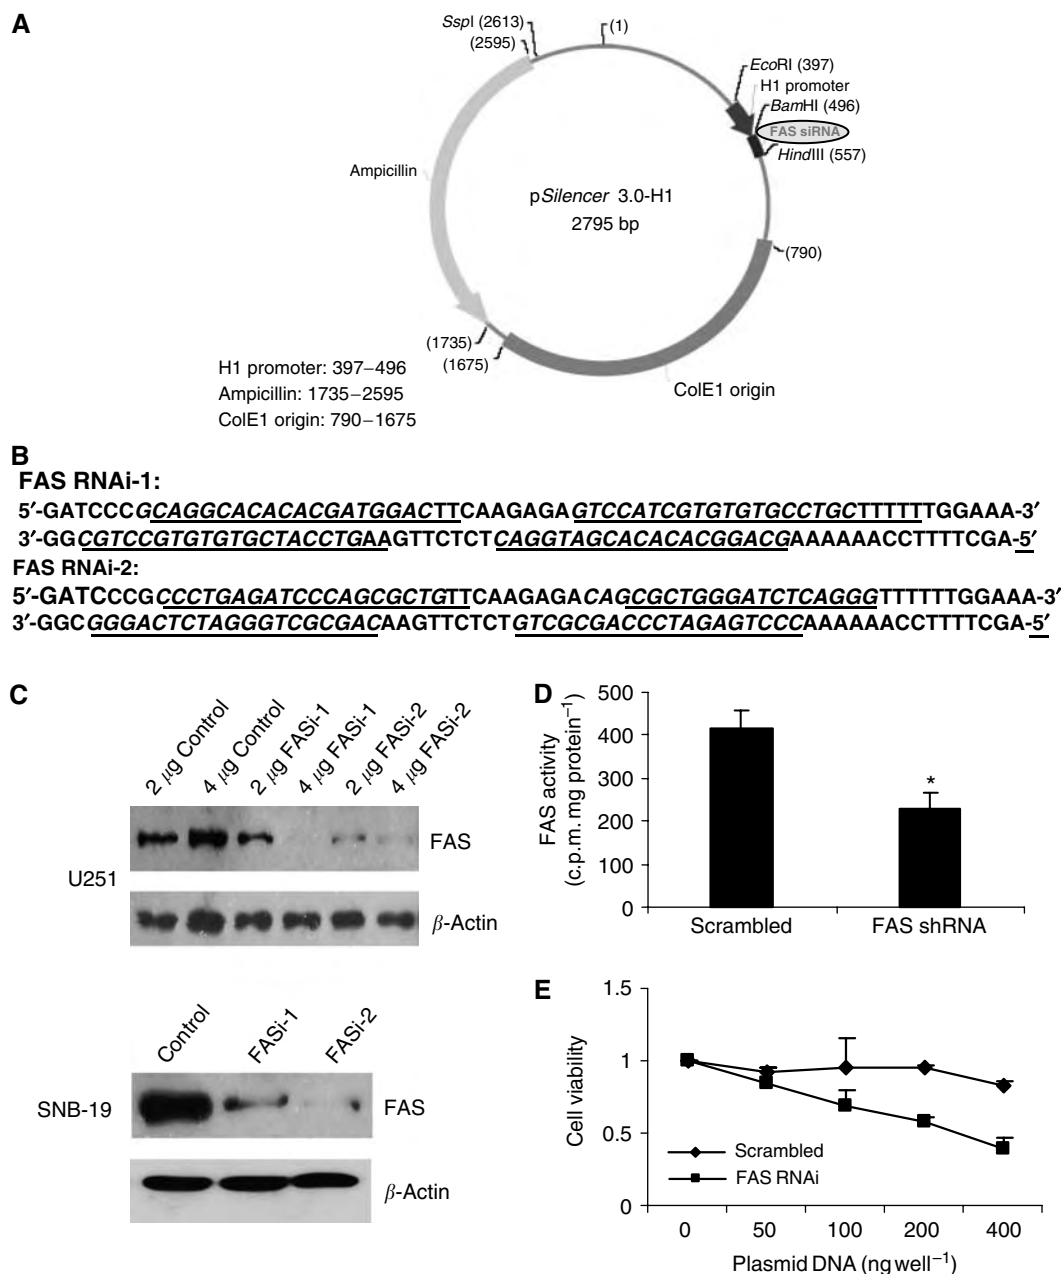 A
SspI (2613)
(2595)
(1)
EcoRI (397)
H1 promoter
BamHI (496)
FAS siRNA
HindIII (557)
Ampicillin
pSilencer 3.0-H1
2795 bp
(790)
(1735)
(1675)
ColE1 origin
H1 promoter: 397–496
Ampicillin: 1735–2595
ColE1 origin: 790–1675
B
FAS RNAi-1:
5′-GATCCCGCAGGCACACACGATGGACTTCAAGAGAGTCCATCGTGTGTGCCTGCTTTTTTGGAAA-3′
3′-GGCGTCCGTGTGTGCTACCTGAAGTTCTCTCAGGTAGCACACACGGACGAAAAAACCTTTTCGA-5′
FAS RNAi-2:
5′-GATCCCGCCCTGAGATCCCAGCGCTGTTCAAGAGACAGCGCTGGGATCTCAGGGTTTTTTGGAAA-3′
3′-GGCGGGACTCTAGGGTCGCGACAAGTTCTCTGTCGCGACCCTAGAGTCCCAAAAAACCTTTTCGA-5′
C
2 μg Control
4 μg Control
2 μg FASi-1
4 μg FASi-1
2 μg FASi-2
4 μg FASi-2
FAS
U251
β-Actin
Control
FASi-1
FASi-2
SNB-19
FAS
β-Actin
D
FAS activity
(c.p.m. mg protein⁻¹)
500
400
300
200
100
0
*
Scrambled
FAS shRNA
E
Cell viability
1.5
1
0.5
0
Scrambled
FAS RNAi
0
50
100
200
400
Plasmid DNA (ng well⁻¹)